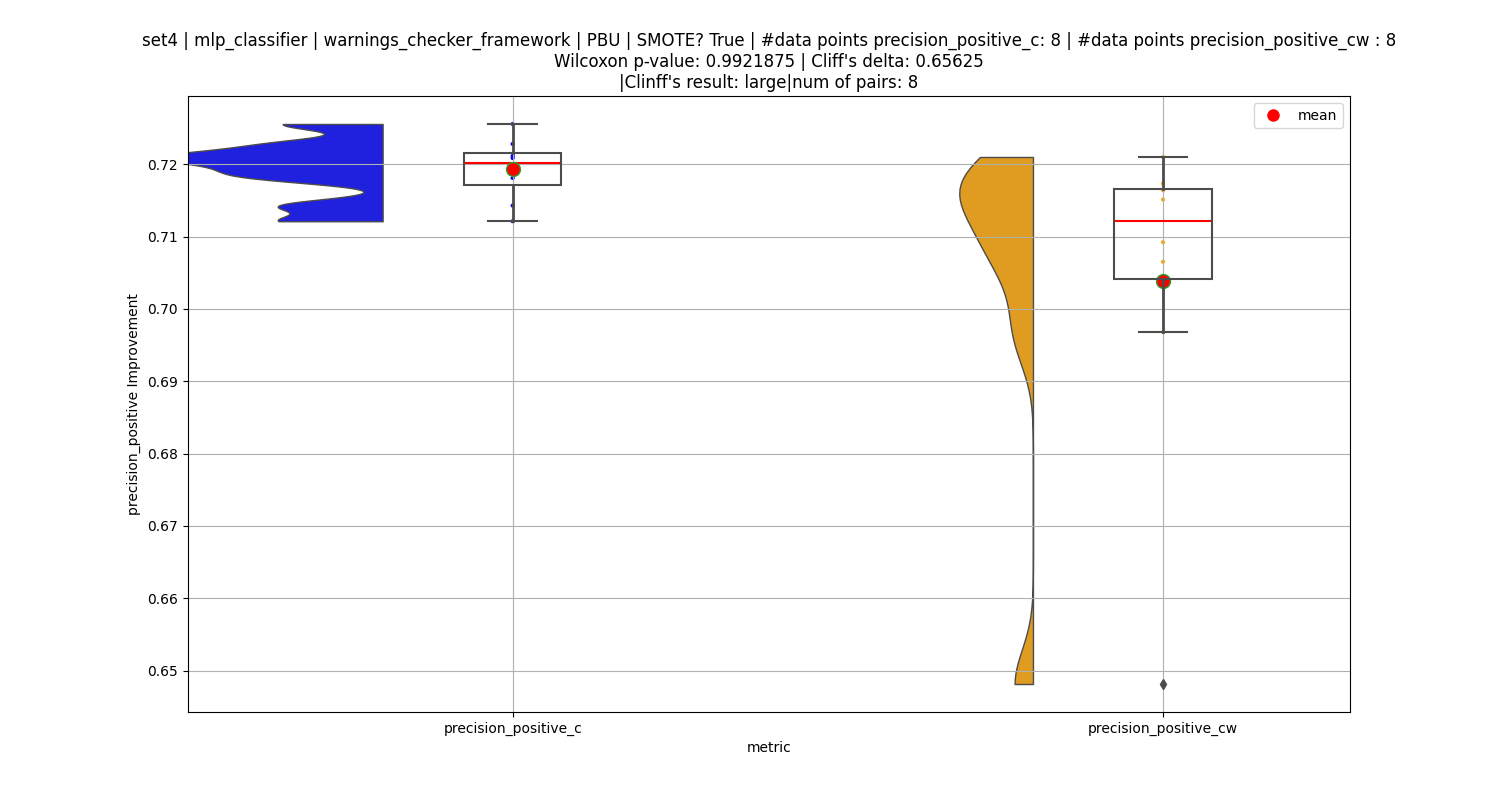 set4 | mlp_classifier | warnings_checker_framework | PBU | SMOTE? True | #data points precision_positive_c: 8 | #data points precision_positive_cw : 8
Wilcoxon p-value: 0.9921875 | Cliff's delta: 0.65625
|Clinff's result: large|num of pairs: 8
mean
0.72
0.71
0.70
0.69
0.68
0.67
0.66
0.65
precision_positive Improvement
precision_positive_c
precision_positive_cw
metric